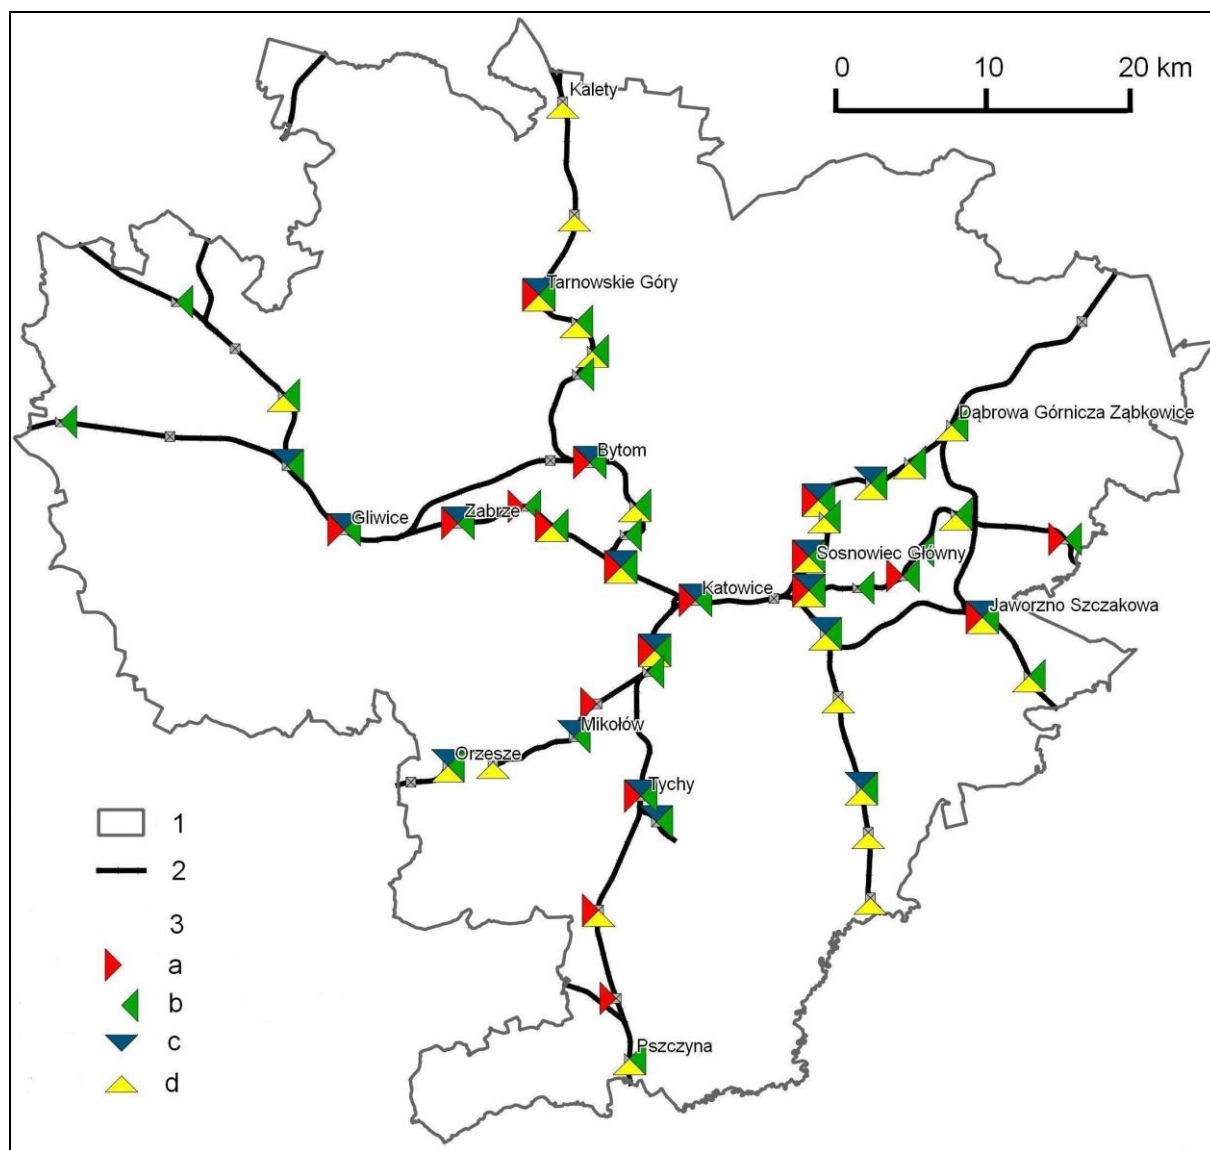 0 10 20 km
Kalety
Tarnowskie Góry
Dąbrowa Górnicza Ząbkowice
Bytom
Gliwice
Zabrze
Sosnowiec Główny
Katowice
Jaworzno Szczakowa
Mikołów
Orzesze
Tychy
1
2
3
a
b
c
d
Pszczyna